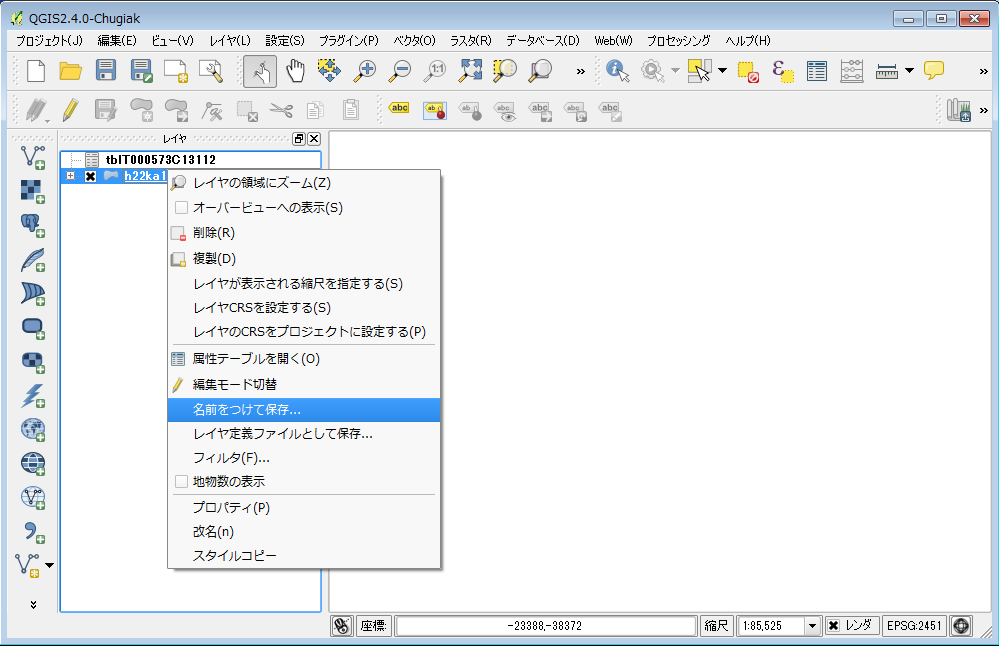 QGIS2.4.0-Chugiak
プロジェクト(J) 編集(E) ビュー(V) レイヤ(L) 設定(S) プラグイン(P) ベクタ(O) ラスタ(R) データベース(D) Web(W) プロセッシング ヘルプ(H)
レイヤ
tblT000573C13112
h22ka1
レイヤの領域にズーム(Z)
オーバービューへの表示(S)
削除(R)
複製(D)
レイヤが表示される縮尺を指定する(S)
レイヤCRSを設定する(S)
レイヤのCRSをプロジェクトに設定する(P)
属性テーブルを開く(O)
編集モード切替
名前をつけて保存...
レイヤ定義ファイルとして保存...
フィルタ(F)...
地物数の表示
プロパティ(P)
改名(n)
スタイルコピー
座標: -23388,-38372 縮尺 1:85,525 レンダ EPSG:2451